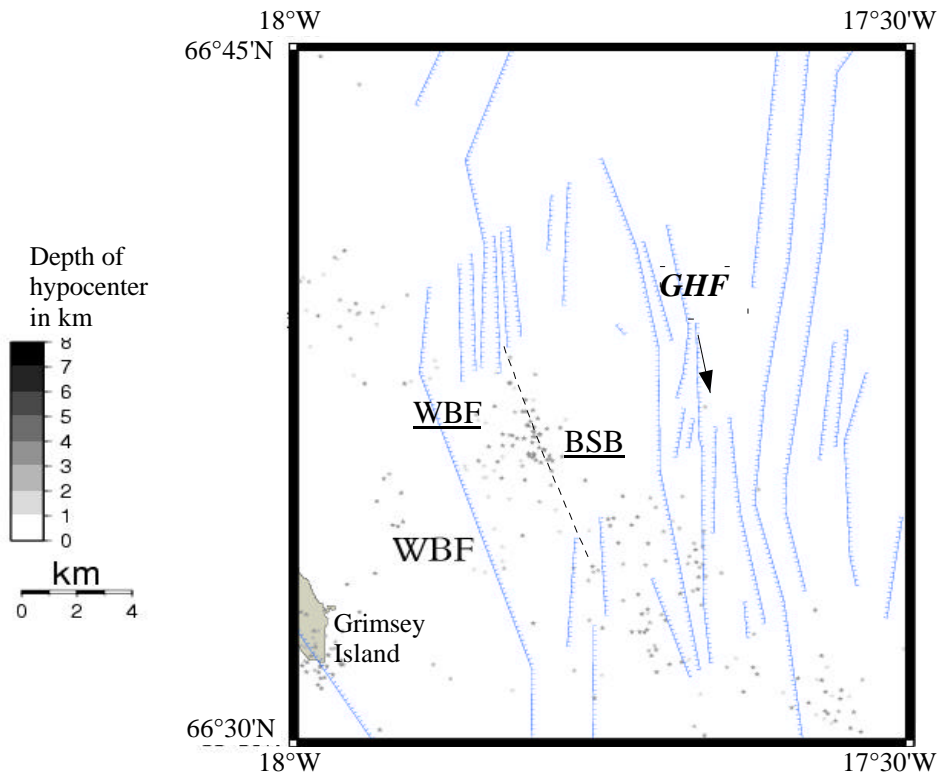 18°W
17°30'W
66°45'N
GHF
Depth of
hypocenter
in km
8
7
6
5
4
3
2
1
0
WBF
BSB
WBF
km
0 2 4
Grimsey
Island
66°30'N
18°W
17°30'W